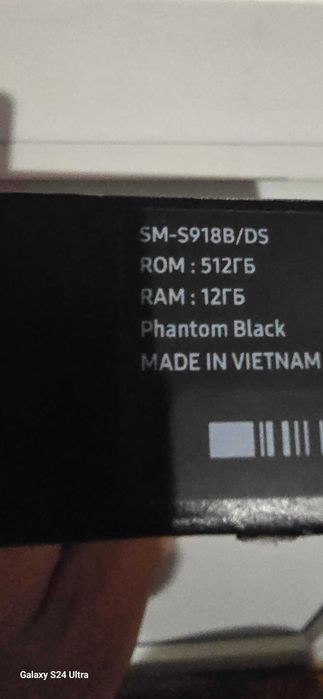 SM-S918B/DS
ROM : 512ГБ
RAM : 12ГБ
Phantom Black
MADE IN VIETNAM
Galaxy S24 Ultra